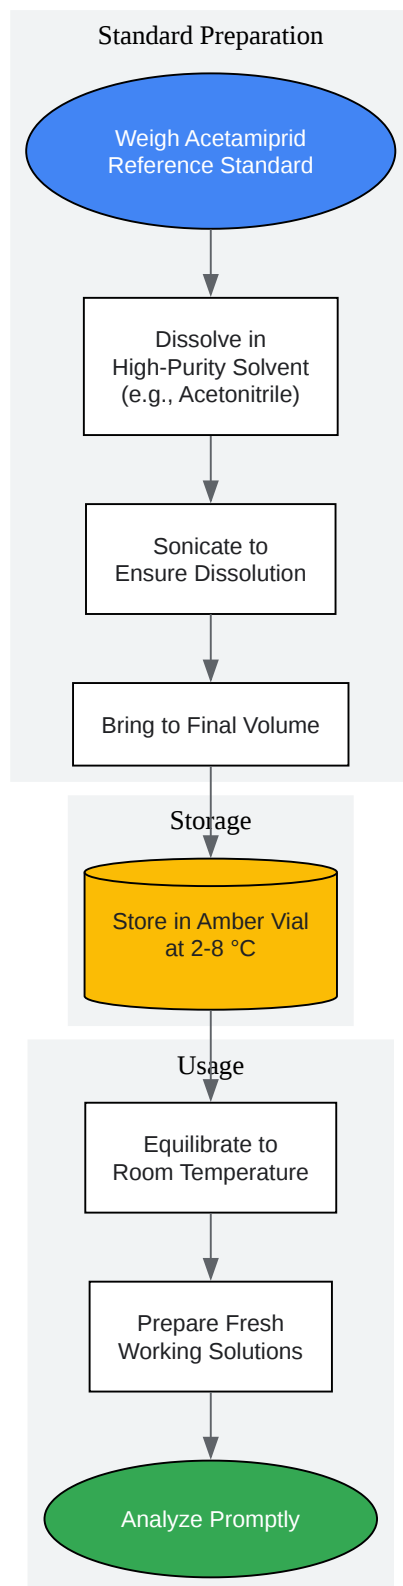 Standard Preparation
Weigh Acetamiprid
Reference Standard
Dissolve in
High-Purity Solvent
(e.g., Acetonitrile)
Sonicate to
Ensure Dissolution
Bring to Final Volume
Storage
Store in Amber Vial
at 2-8 °C
Usage
Equilibrate to
Room Temperature
Prepare Fresh
Working Solutions
Analyze Promptly